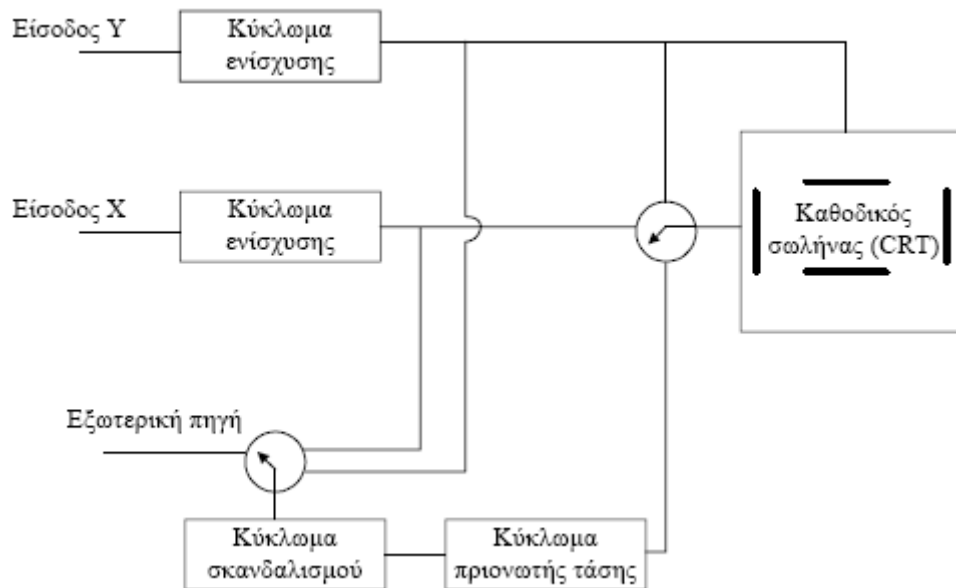 Είσοδος Υ
Κύκλωμα
ενίσχυσης
Είσοδος Χ
Κύκλωμα
ενίσχυσης
Καθοδικός
σωλήνας (CRT)
Εξωτερική πηγή
Κύκλωμα
σκανδαλισμού
Κύκλωμα
πριονωτής τάσης